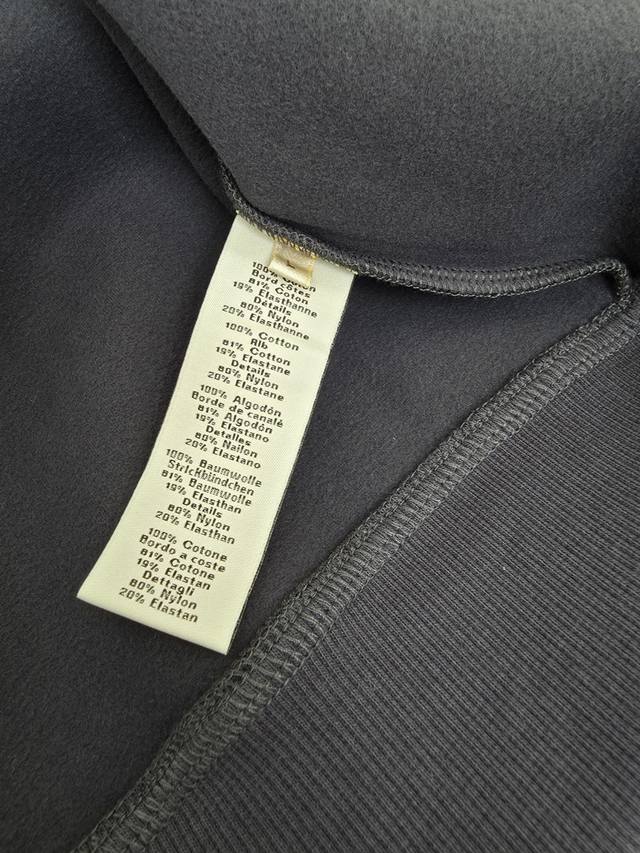 100% Coton
Bord côtes
81% Coton
19% Elasthanne
Détails
80% Nylon
20% Elasthanne
100% Cotton
Rib
81% Cotton
19% Elastane
Details
80% Nylon
20% Elastane
100% Algodón
Borde de canalé
81% Algodón
19% Elastano
Detalles
80% Nailon
20% Elastano
100% Baumwolle
Strickbündchen
81% Baumwolle
19% Elasthan
Details
80% Nylon
20% Elasthan
100% Cotone
Bordo a coste
81% Cotone
19% Elastan
Dettagli
80% Nylon
20% Elastan